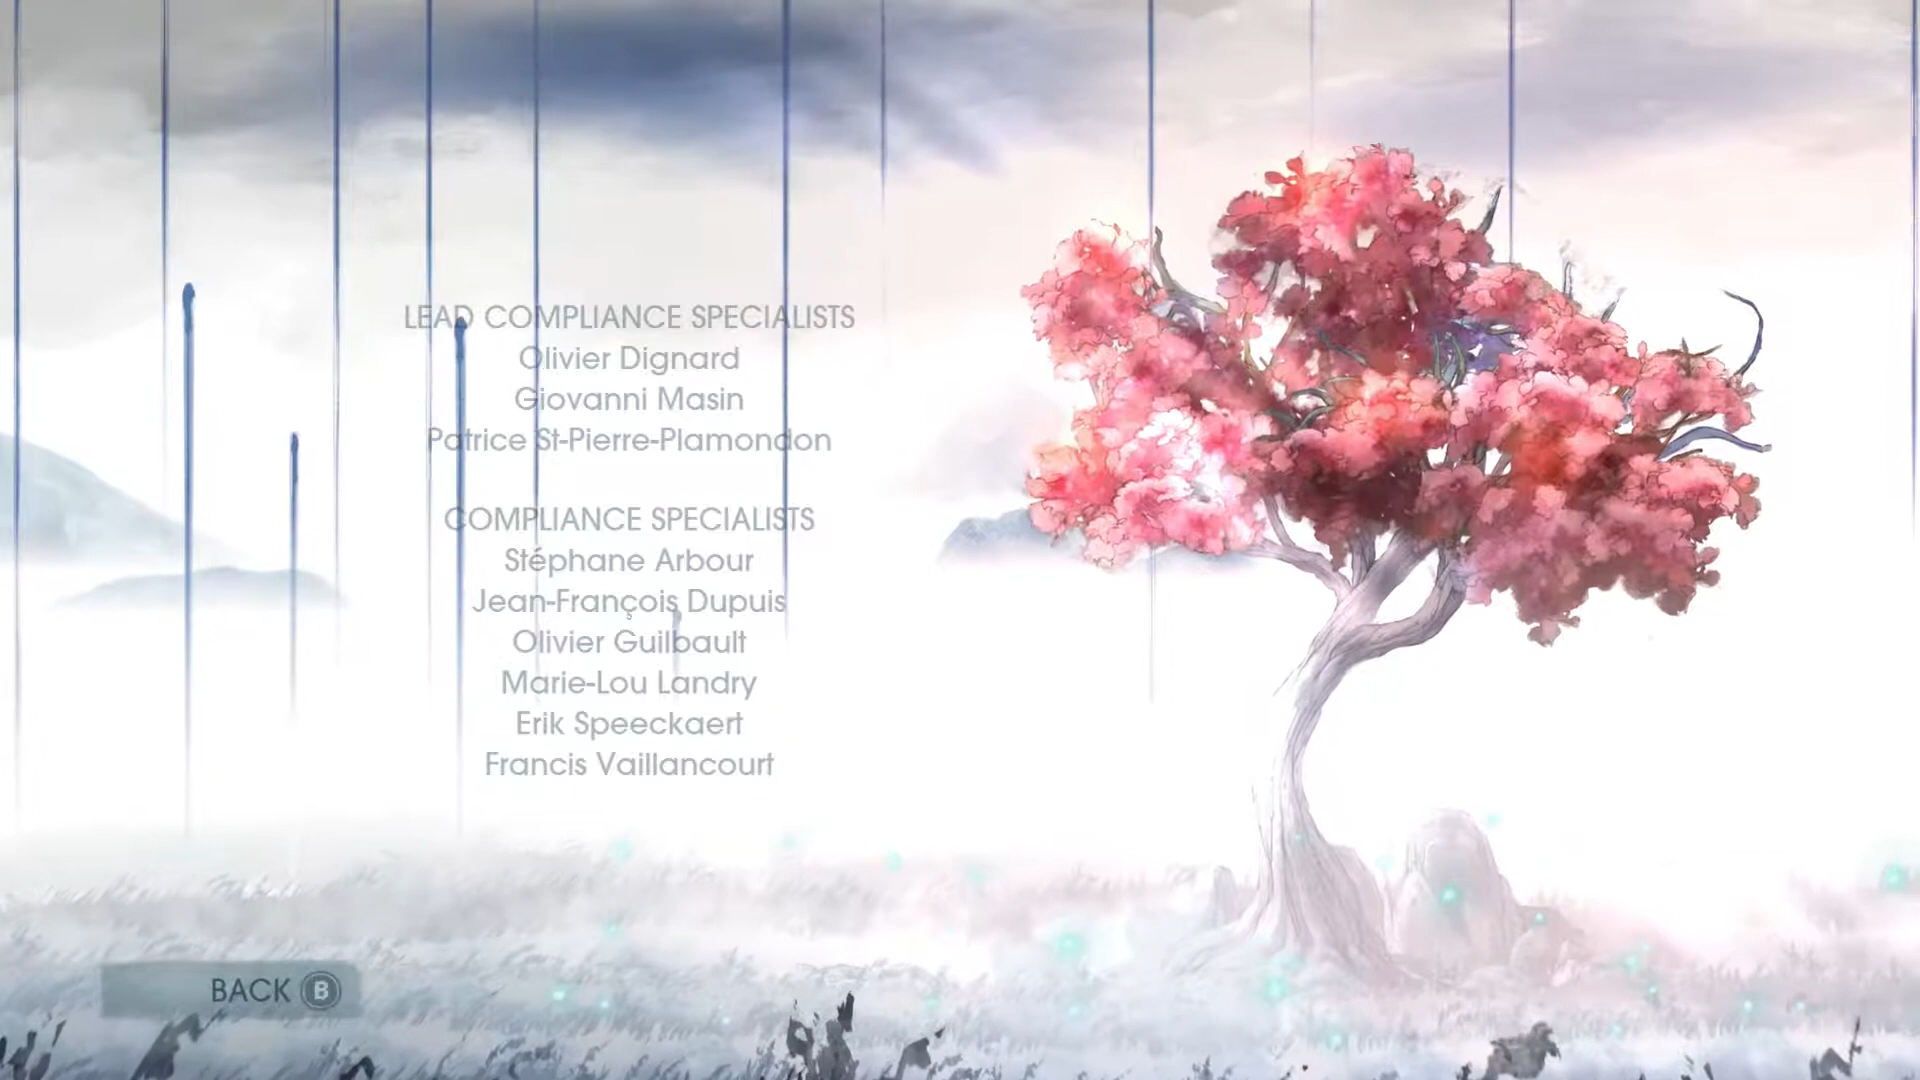 LEAD COMPLIANCE SPECIALISTS
Olivier Dignard
Giovanni Masin
Patrice St-Pierre-Plamondon
COMPLIANCE SPECIALISTS
Stéphane Arbour
Jean-François Dupuis
Olivier Guilbault
Marie-Lou Landry
Erik Speeckaert
Francis Vaillancourt
BACK B